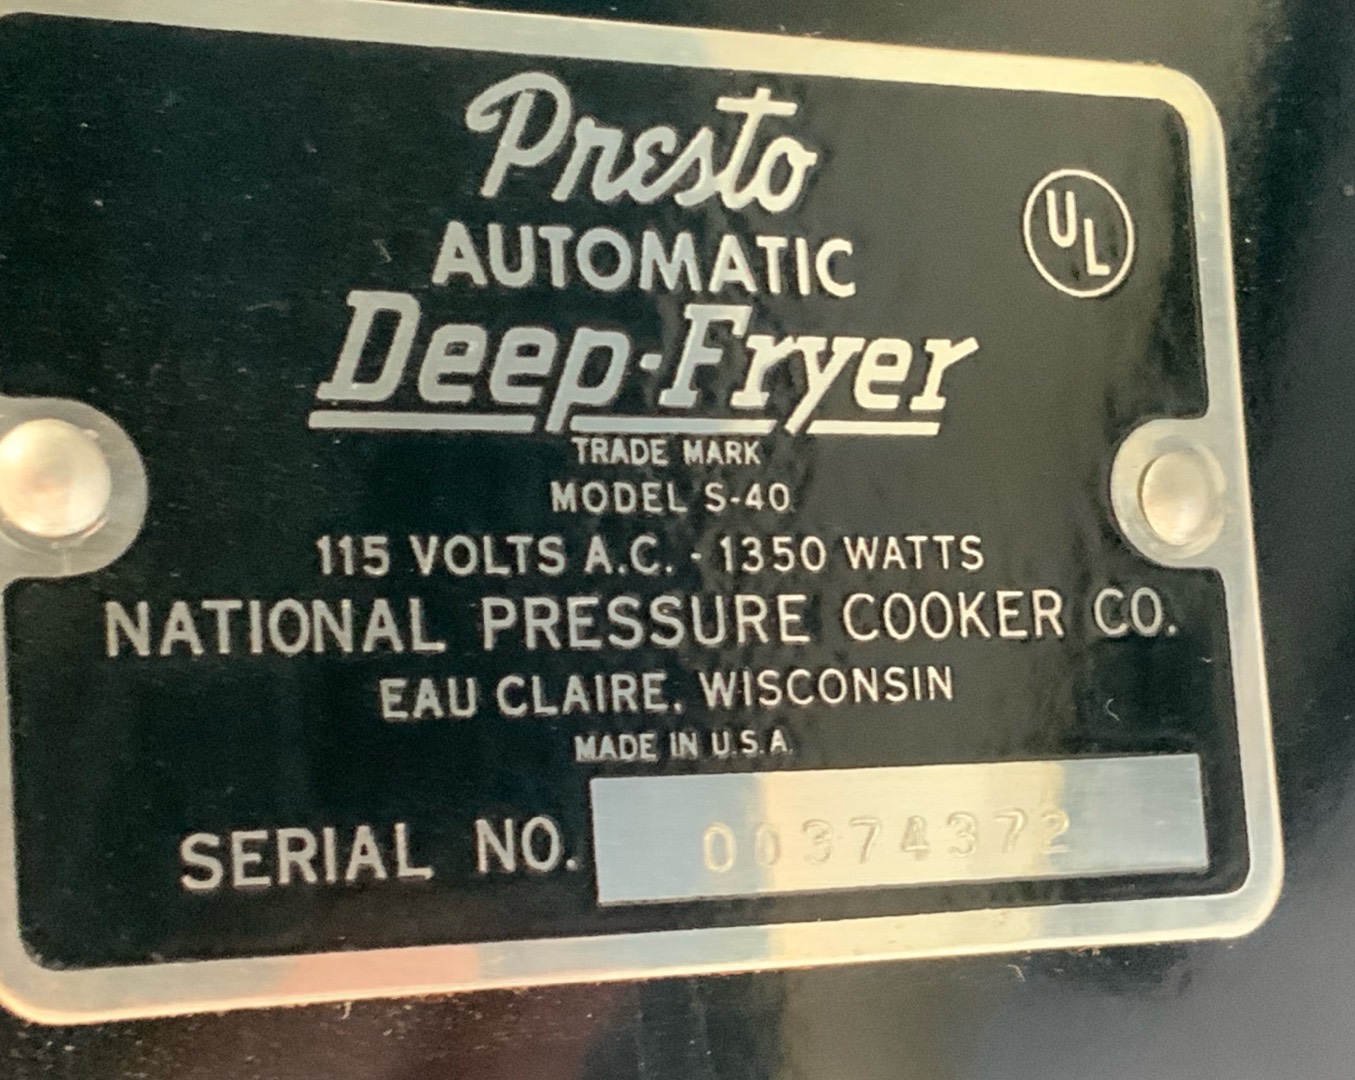 Presto
UL
AUTOMATIC
Deep-Fryer
TRADE MARK
MODEL S-40
115 VOLTS A.C. - 1350 WATTS
NATIONAL PRESSURE COOKER CO.
EAU CLAIRE, WISCONSIN
MADE IN U.S.A.
SERIAL NO. 00374372